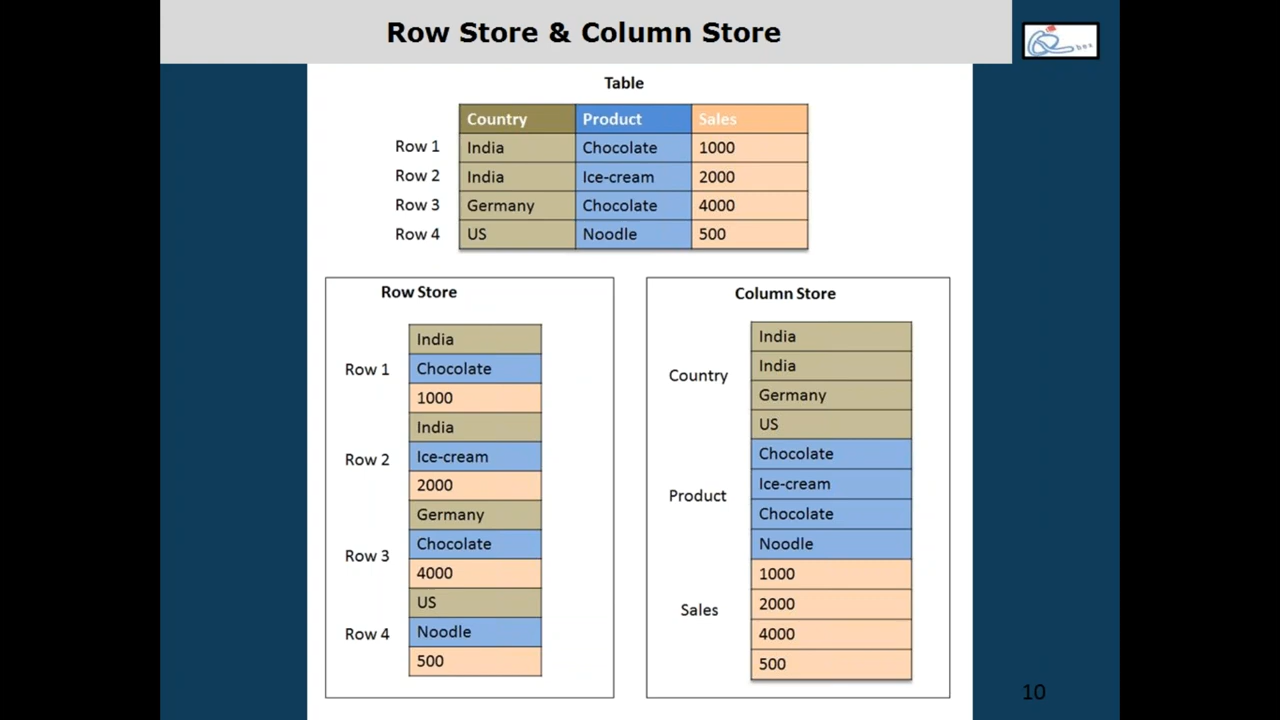 Row Store & Column Store
Table
Country Product Sales
Row 1 India Chocolate 1000
Row 2 India Ice-cream 2000
Row 3 Germany Chocolate 4000
Row 4 US Noodle 500
Row Store
Row 1
India
Chocolate
1000
Row 2
India
Ice-cream
2000
Row 3
Germany
Chocolate
4000
Row 4
US
Noodle
500
Column Store
Country
India
India
Germany
US
Product
Chocolate
Ice-cream
Chocolate
Noodle
Sales
1000
2000
4000
500
10